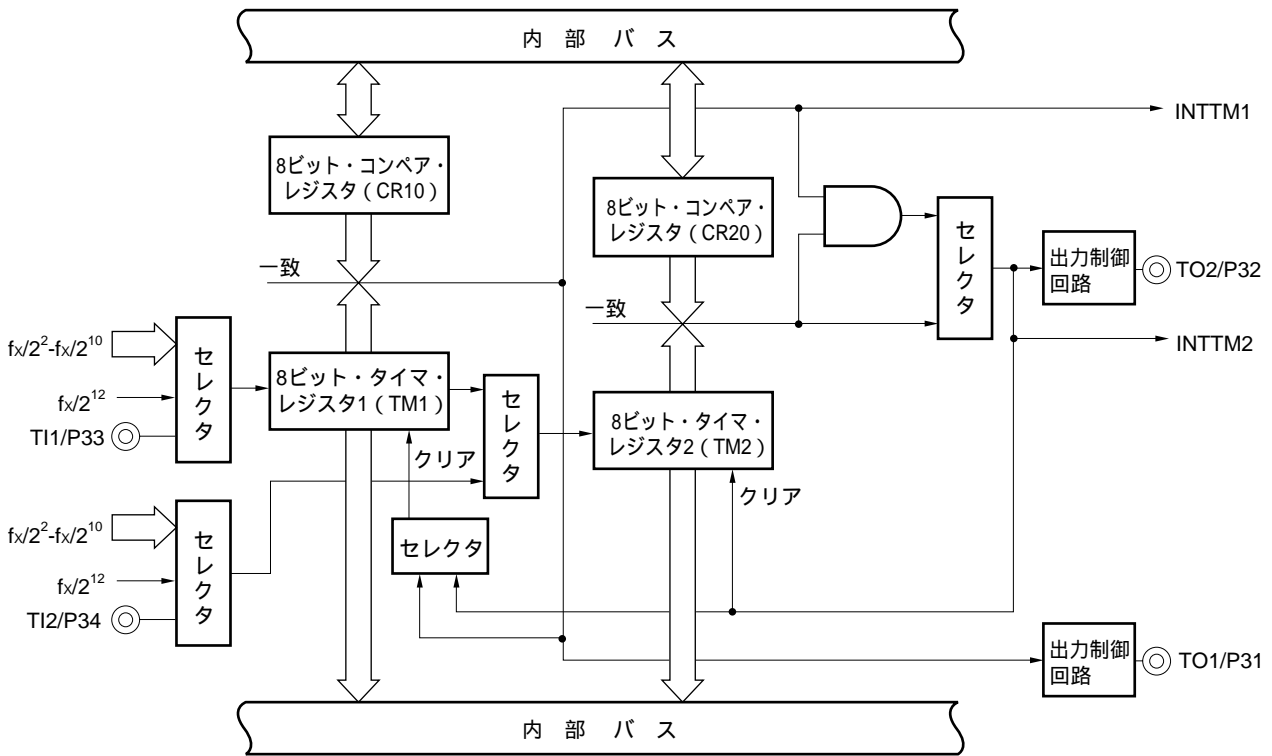 内部バス
INTTM1
8ビット・コンペア・
レジスタ（CR10）
8ビット・コンペア・
レジスタ（CR20）
セレクタ
出力制御
回路
TO2/P32
一致
一致
INTTM2
fx/2²-fx/2¹⁰
fx/2¹²
TI1/P33
セレクタ
8ビット・タイマ・
レジスタ1（TM1）
セレクタ
8ビット・タイマ・
レジスタ2（TM2）
クリア
クリア
fx/2²-fx/2¹⁰
fx/2¹²
TI2/P34
セレクタ
セレクタ
出力制御
回路
TO1/P31
内部バス